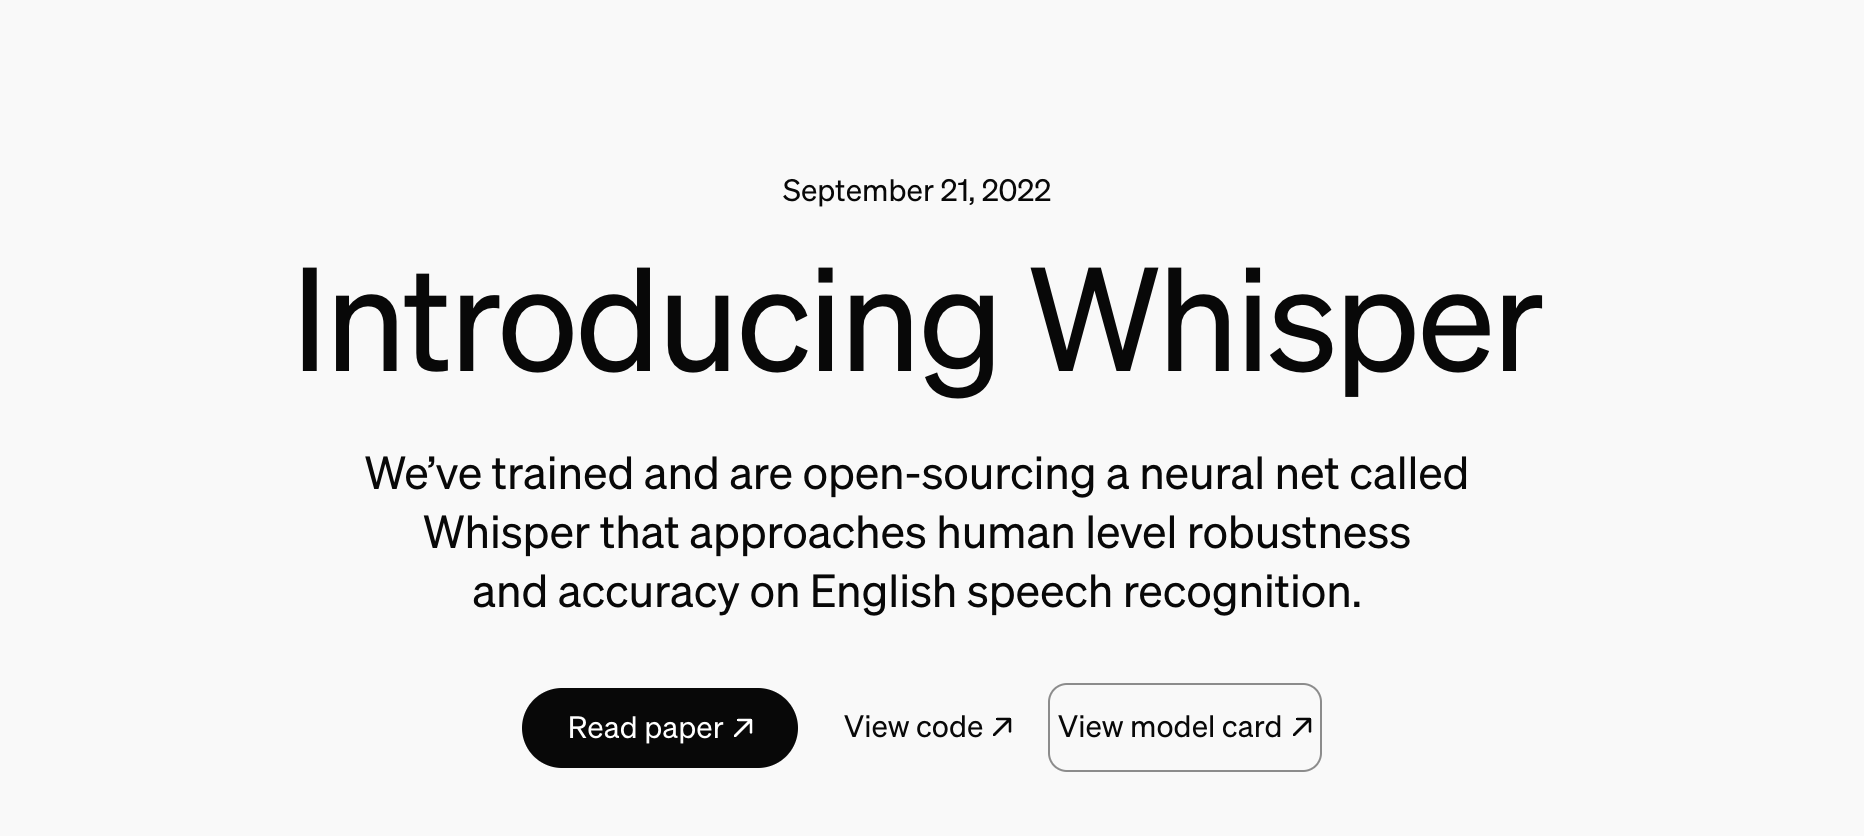 September 21, 2022
Introducing Whisper
We’ve trained and are open-sourcing a neural net called
Whisper that approaches human level robustness
and accuracy on English speech recognition.
Read paper ↗ View code ↗ View model card ↗